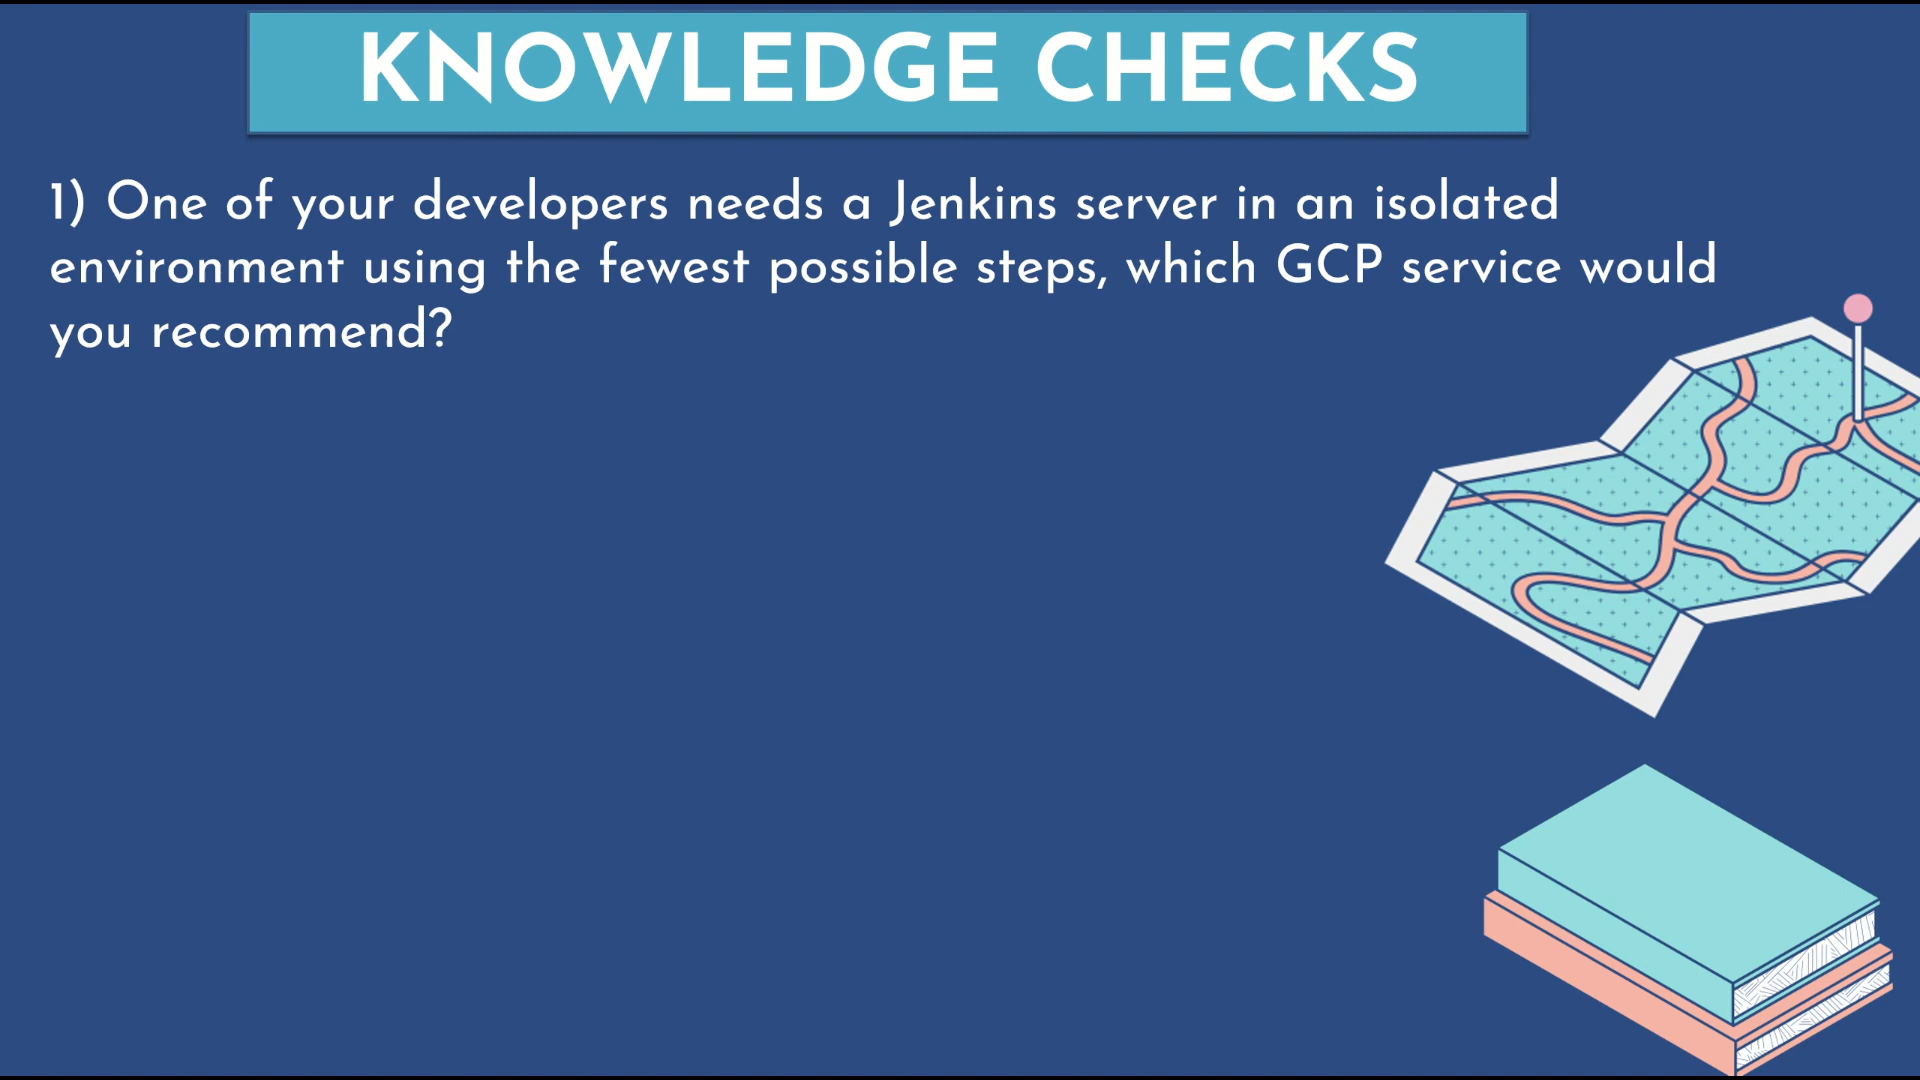 KNOWLEDGE CHECKS
1) One of your developers needs a Jenkins server in an isolated
environment using the fewest possible steps, which GCP service would
you recommend?